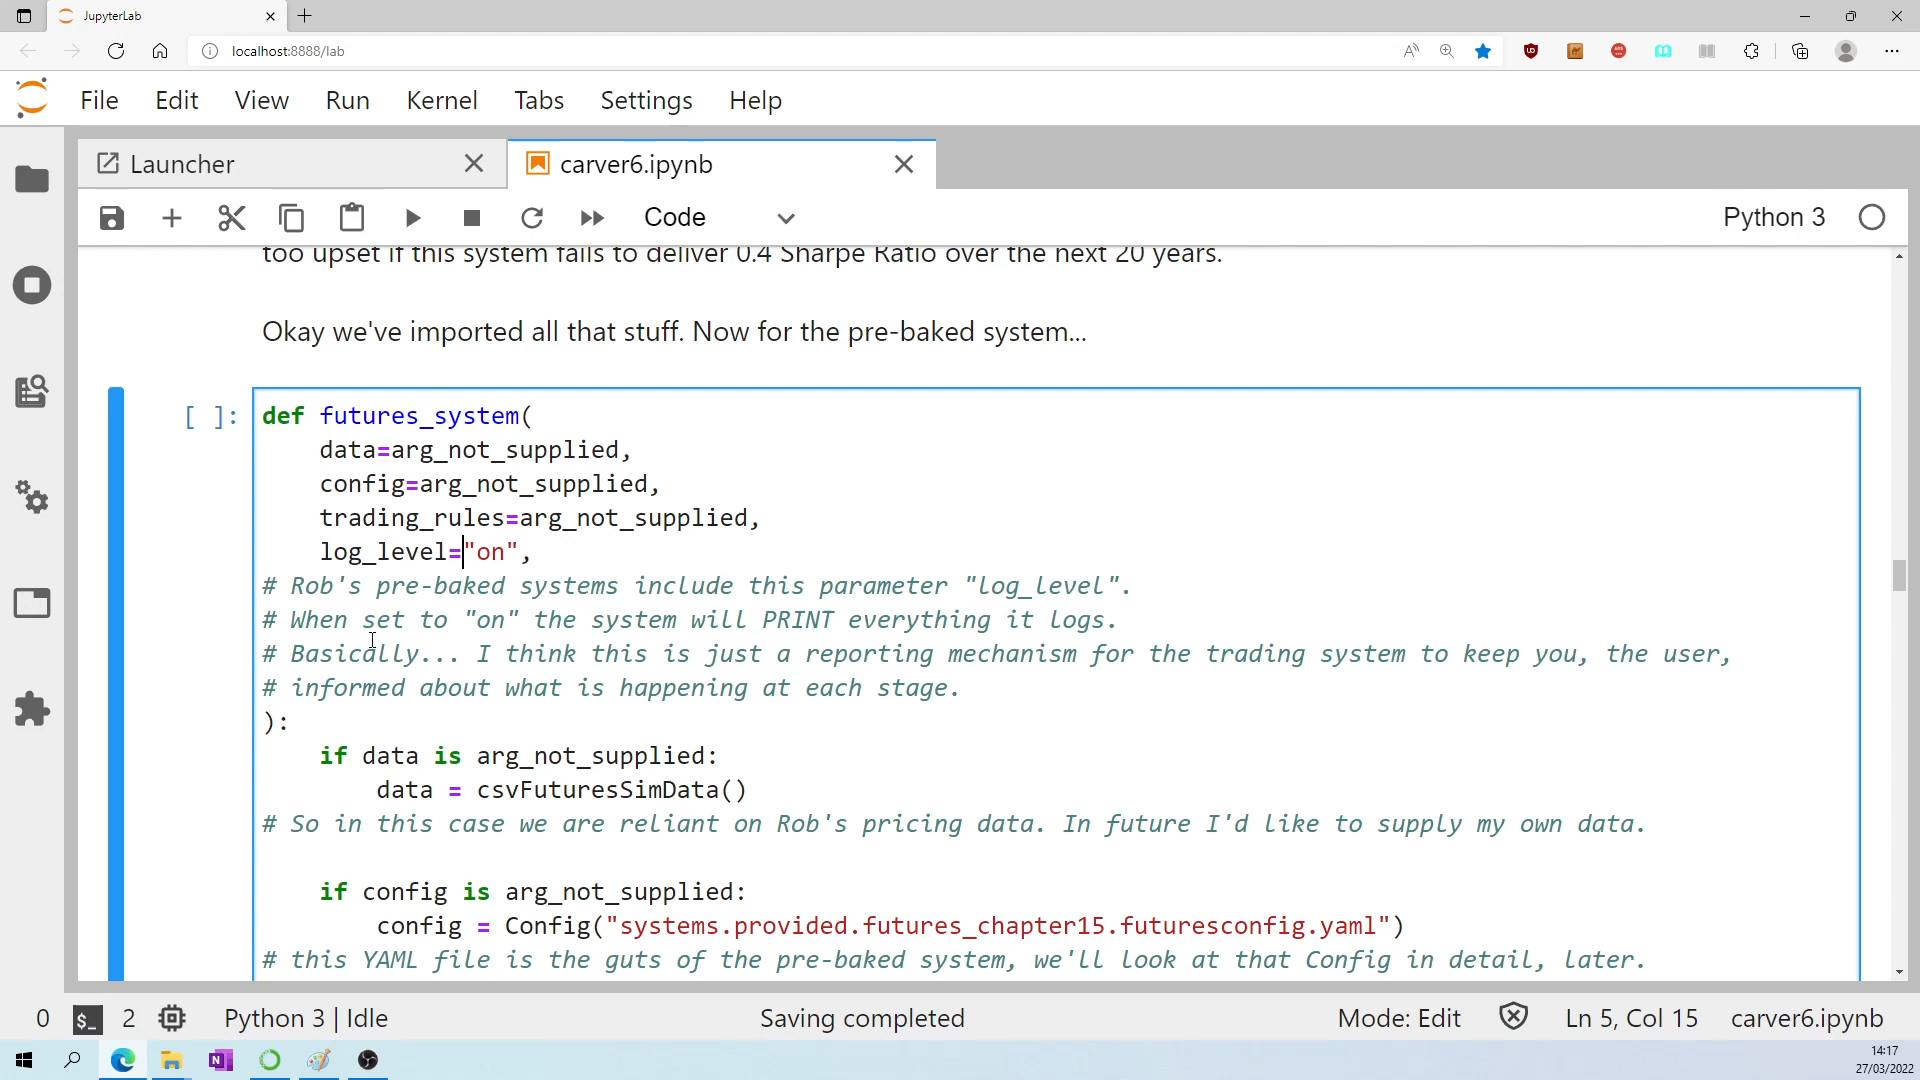 JupyterLab
localhost:8888/lab
File Edit View Run Kernel Tabs Settings Help
Launcher
carver6.ipynb
Code
Python 3
too upset if this system fails to deliver 0.4 Sharpe Ratio over the next 20 years.
Okay we've imported all that stuff. Now for the pre-baked system...
[ ]: def futures_system(
data=arg_not_supplied,
config=arg_not_supplied,
trading_rules=arg_not_supplied,
log_level="on",
# Rob's pre-baked systems include this parameter "log_level".
# When set to "on" the system will PRINT everything it logs.
# Basically... I think this is just a reporting mechanism for the trading system to keep you, the user,
# informed about what is happening at each stage.
):
if data is arg_not_supplied:
data = csvFuturesSimData()
# So in this case we are reliant on Rob's pricing data. In future I'd like to supply my own data.
if config is arg_not_supplied:
config = Config("systems.provided.futures_chapter15.futuresconfig.yaml")
# this YAML file is the guts of the pre-baked system, we'll look at that Config in detail, later.
0 $_ 2 Python 3 | Idle Saving completed Mode: Edit Ln 5, Col 15 carver6.ipynb
14:17
27/03/2022